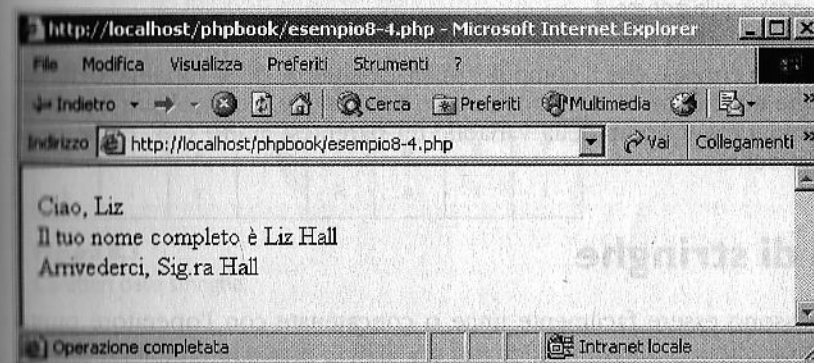 http://localhost/phpbook/esempio8-4.php - Microsoft Internet Explorer
File Modifica Visualizza Preferiti Strumenti ?
Indietro Cerca Preferiti Multimedia »
Indirizzo http://localhost/phpbook/esempio8-4.php Vai Collegamenti »
Ciao, Liz
Il tuo nome completo è Liz Hall
Arrivederci, Sig.ra Hall
di stringhe
Operazione completata Intranet locale